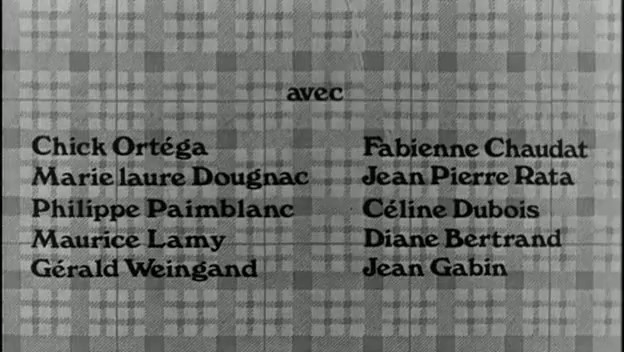 avec
Chick Ortéga
Marie laure Dougnac
Philippe Paimblanc
Maurice Lamy
Gérald Weingand
Fabienne Chaudat
Jean Pierre Rata
Céline Dubois
Diane Bertrand
Jean Gabin